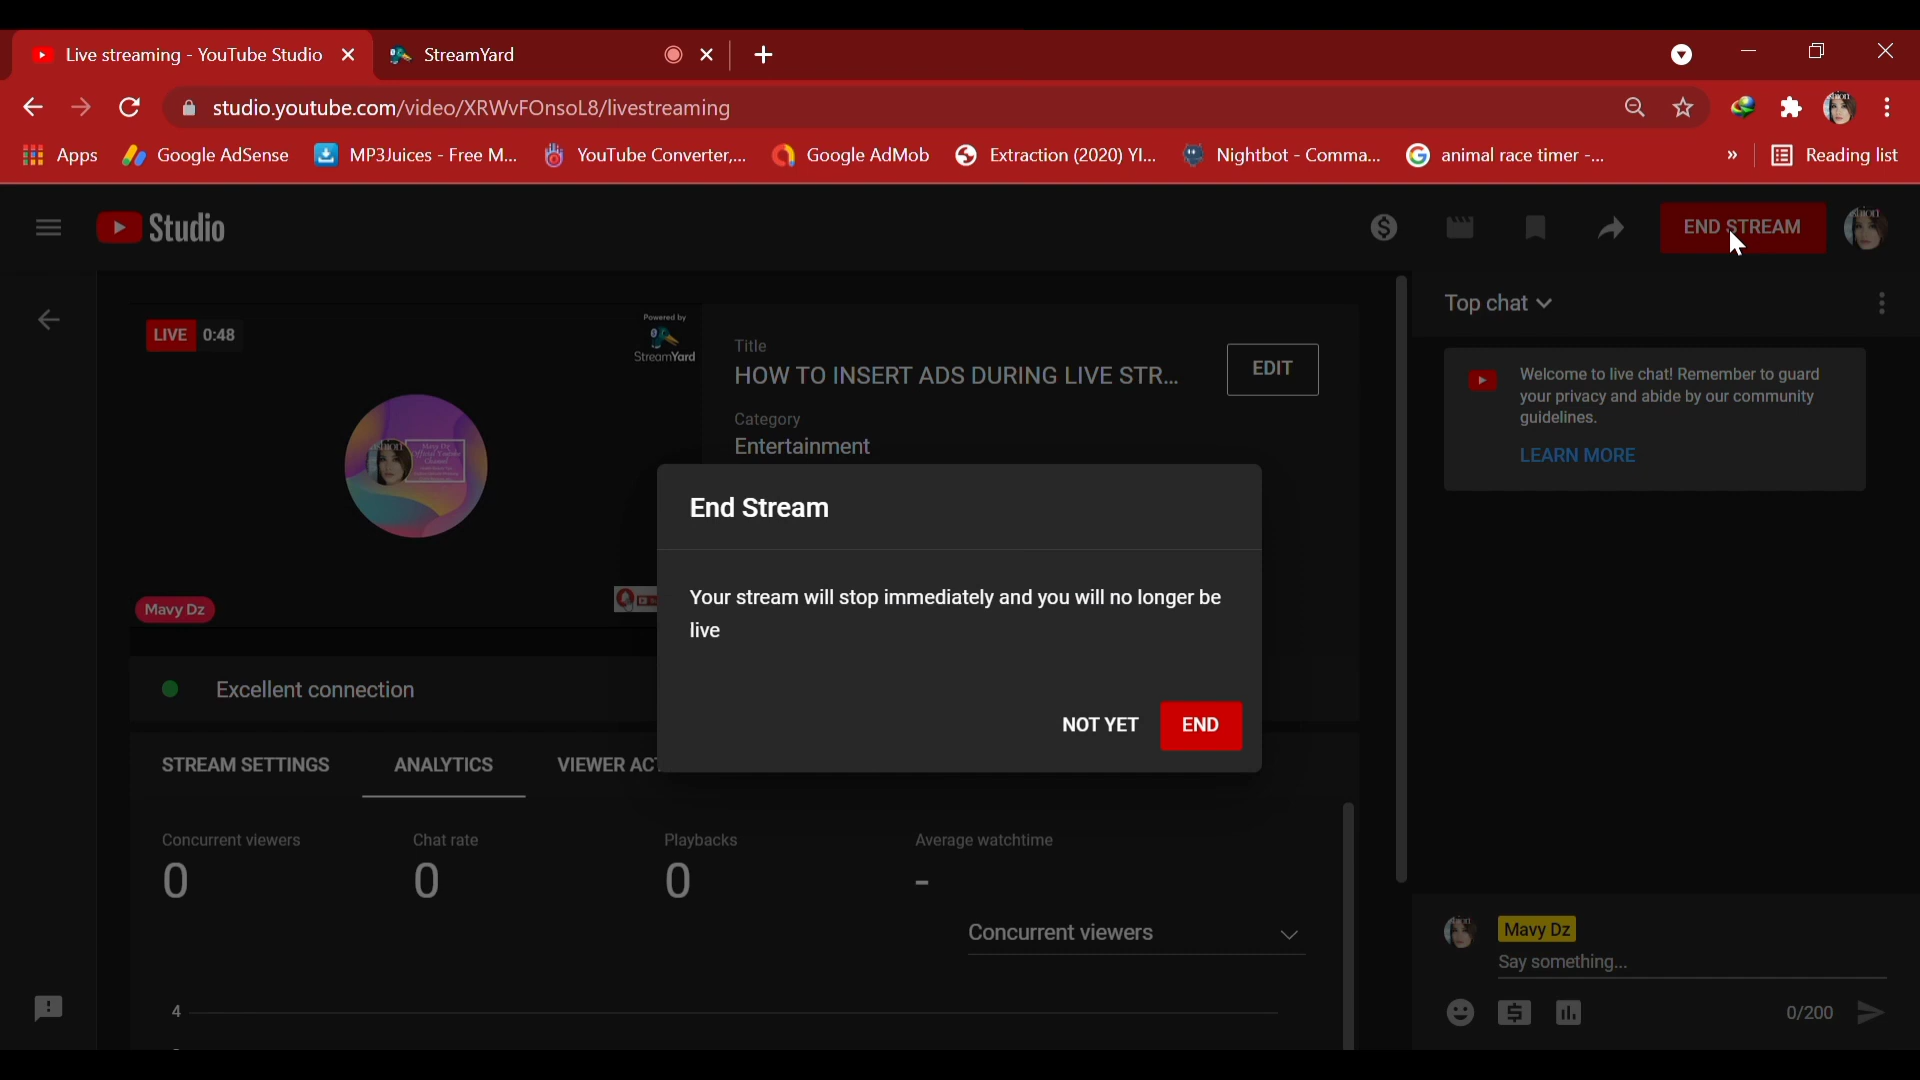 Live streaming - YouTube Studio
StreamYard
studio.youtube.com/video/XRWvFOnsoL8/livestreaming
Apps
Google AdSense
MP3Juices - Free M...
YouTube Converter,...
Google AdMob
Extraction (2020) YI...
Nightbot - Comma...
animal race timer -...
»
Reading list
Studio
END STREAM
LIVE 0:48
Powered by
StreamYard
Title
HOW TO INSERT ADS DURING LIVE STR...
EDIT
Category
Entertainment
Top chat
Welcome to live chat! Remember to guard
your privacy and abide by our community
guidelines.
LEARN MORE
Mavy Dz
End Stream
Your stream will stop immediately and you will no longer be
live
NOT YET
END
Excellent connection
STREAM SETTINGS
ANALYTICS
VIEWER ACT
Concurrent viewers
0
Chat rate
0
Playbacks
0
Average watchtime
-
Concurrent viewers
4
Mavy Dz
Say something...
0/200